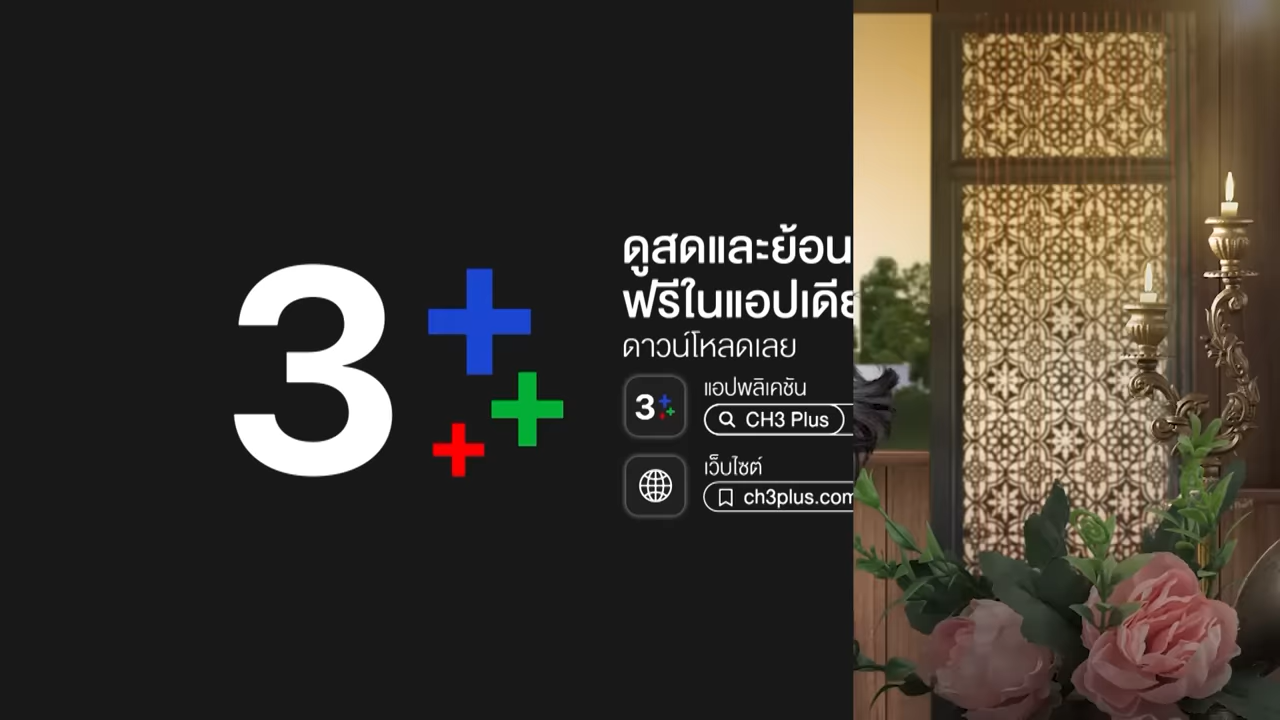 3
ดูสดและย้อน
ฟรีในแอปเดีย
ดาวน์โหลดเลย
แอปพลิเคชัน
3
CH3 Plus
เว็บไซต์
ch3plus.com